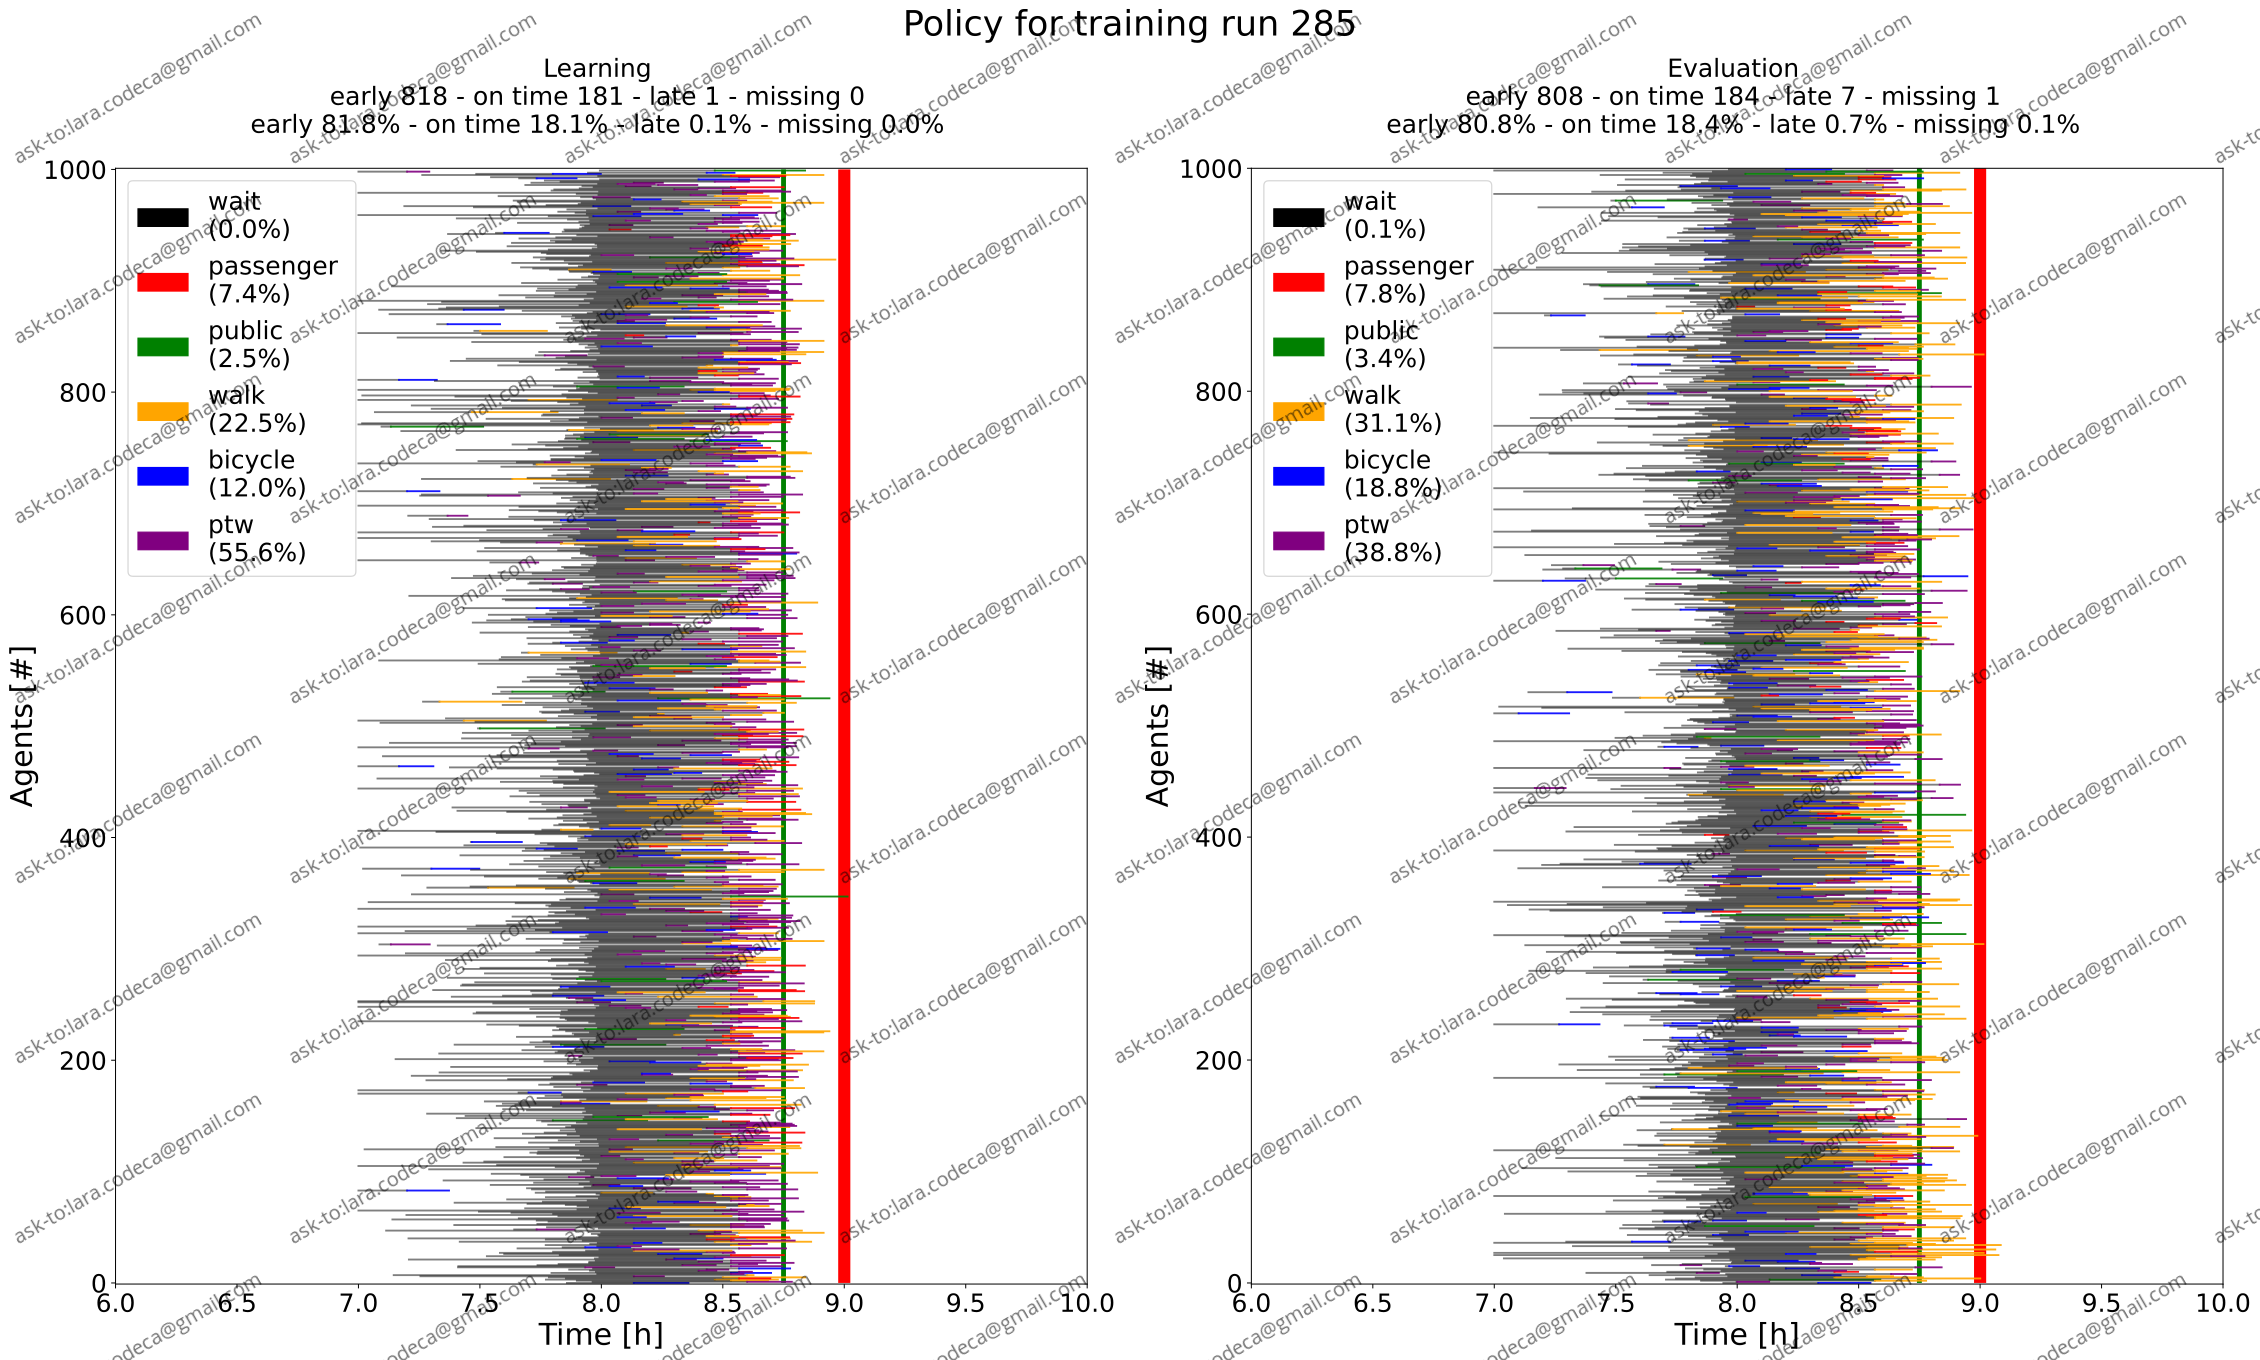 Policy for training run 285
Learning
early 818 - on time 181 - late 1 - missing 0
early 81.8% - on time 18.1% - late 0.1% - missing 0.0%
1000
800
600
400
200
0
Agents [#]
wait
(0.0%)
passenger
(7.4%)
public
(2.5%)
walk
(22.5%)
bicycle
(12.0%)
ptw
(55.6%)
6.0 6.5 7.0 7.5 8.0 8.5 9.0 9.5 10.0
Time [h]
Evaluation
early 808 - on time 184 - late 7 - missing 1
early 80.8% - on time 18.4% - late 0.7% - missing 0.1%
1000
800
600
400
200
0
Agents [#]
wait
(0.1%)
passenger
(7.8%)
public
(3.4%)
walk
(31.1%)
bicycle
(18.8%)
ptw
(38.8%)
6.0 6.5 7.0 7.5 8.0 8.5 9.0 9.5 10.0
Time [h]
ask-to:lara.codeca@gmail.com